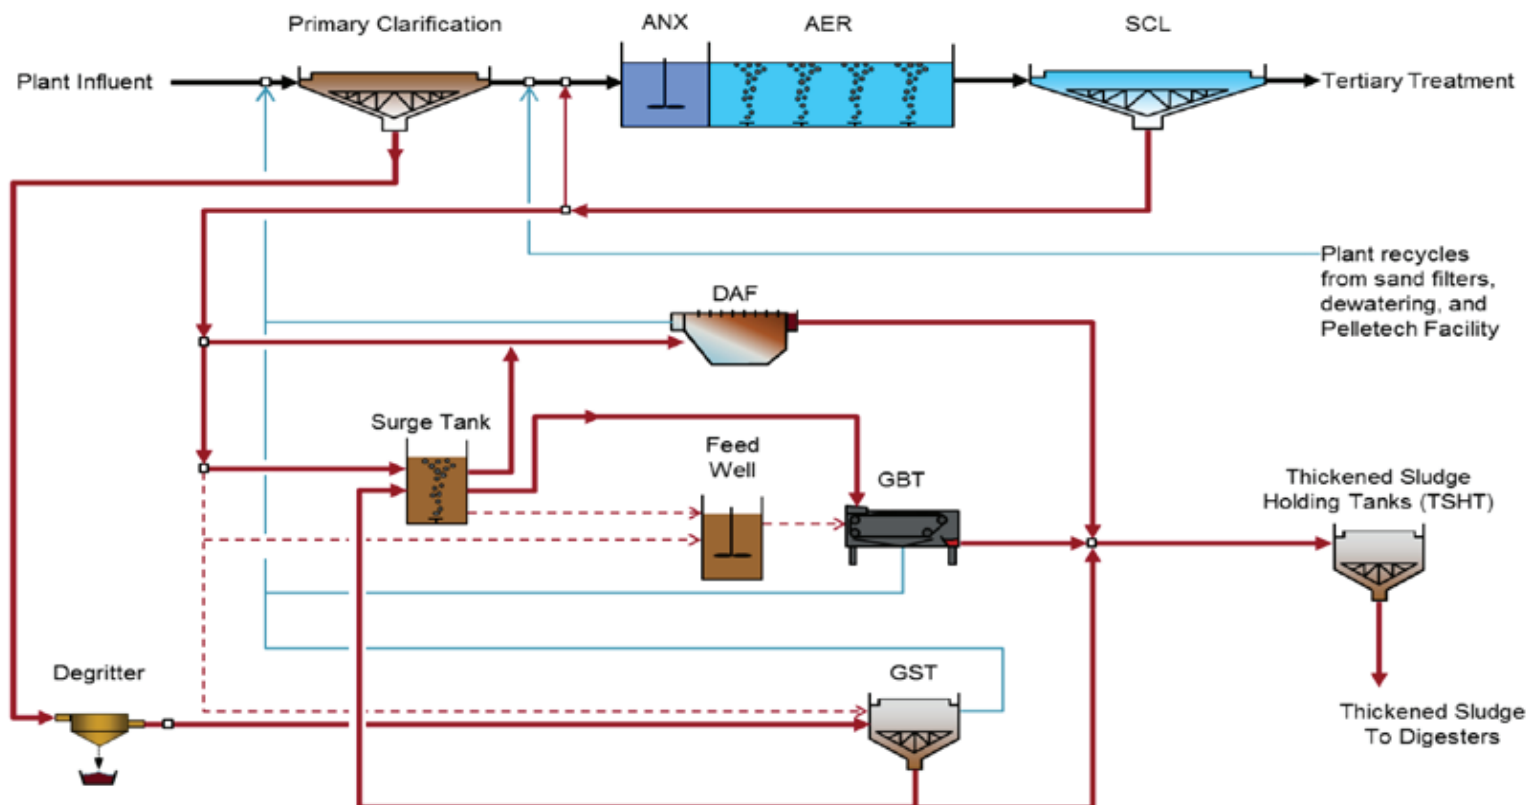 Primary Clarification
ANX
AER
SCL
Plant Influent
Tertiary Treatment
Plant recycles
from sand filters,
dewatering, and
Pelletech Facility
DAF
Surge Tank
Feed
Well
GBT
Thickened Sludge
Holding Tanks (TSHT)
Degritter
GST
Thickened Sludge
To Digesters